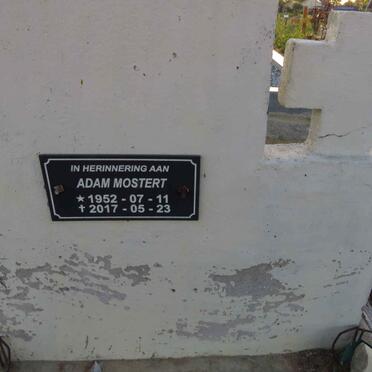 IN HERINNERING AAN
ADAM MOSTERT
★ 1952 - 07 - 11
✝ 2017 - 05 - 23